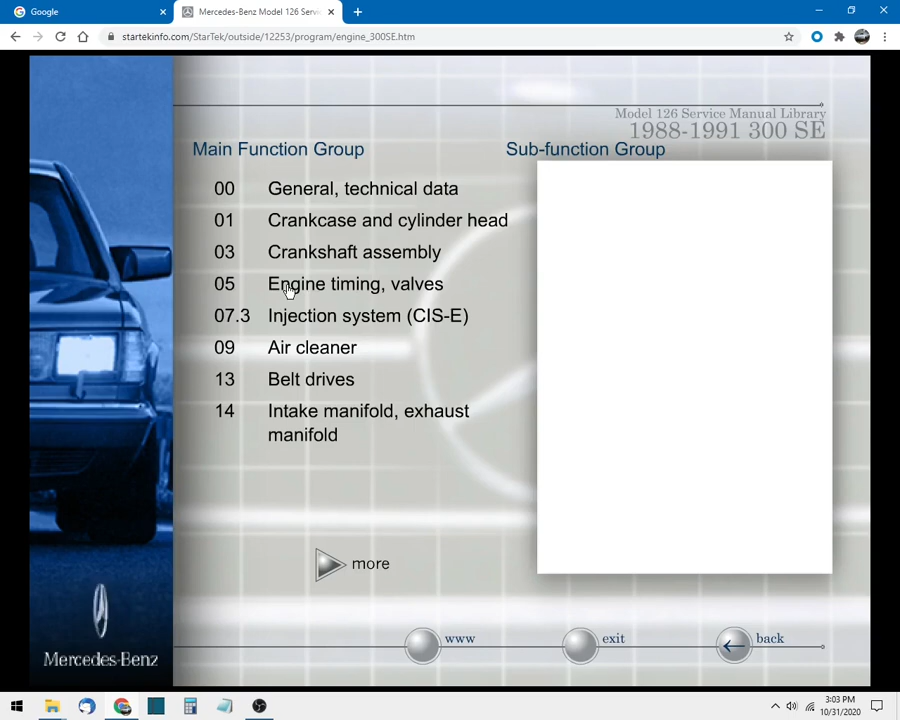 Google
Mercedes-Benz Model 126 Servic
startekinfo.com/StarTek/outside/12253/program/engine_300SE.htm
Model 126 Service Manual Library
1988-1991 300 SE
Main Function Group
Sub-function Group
00 General, technical data
01 Crankcase and cylinder head
03 Crankshaft assembly
05 Engine timing, valves
07.3 Injection system (CIS-E)
09 Air cleaner
13 Belt drives
14 Intake manifold, exhaust
manifold
more
www
exit
back
Mercedes-Benz
3:03 PM
10/31/2020